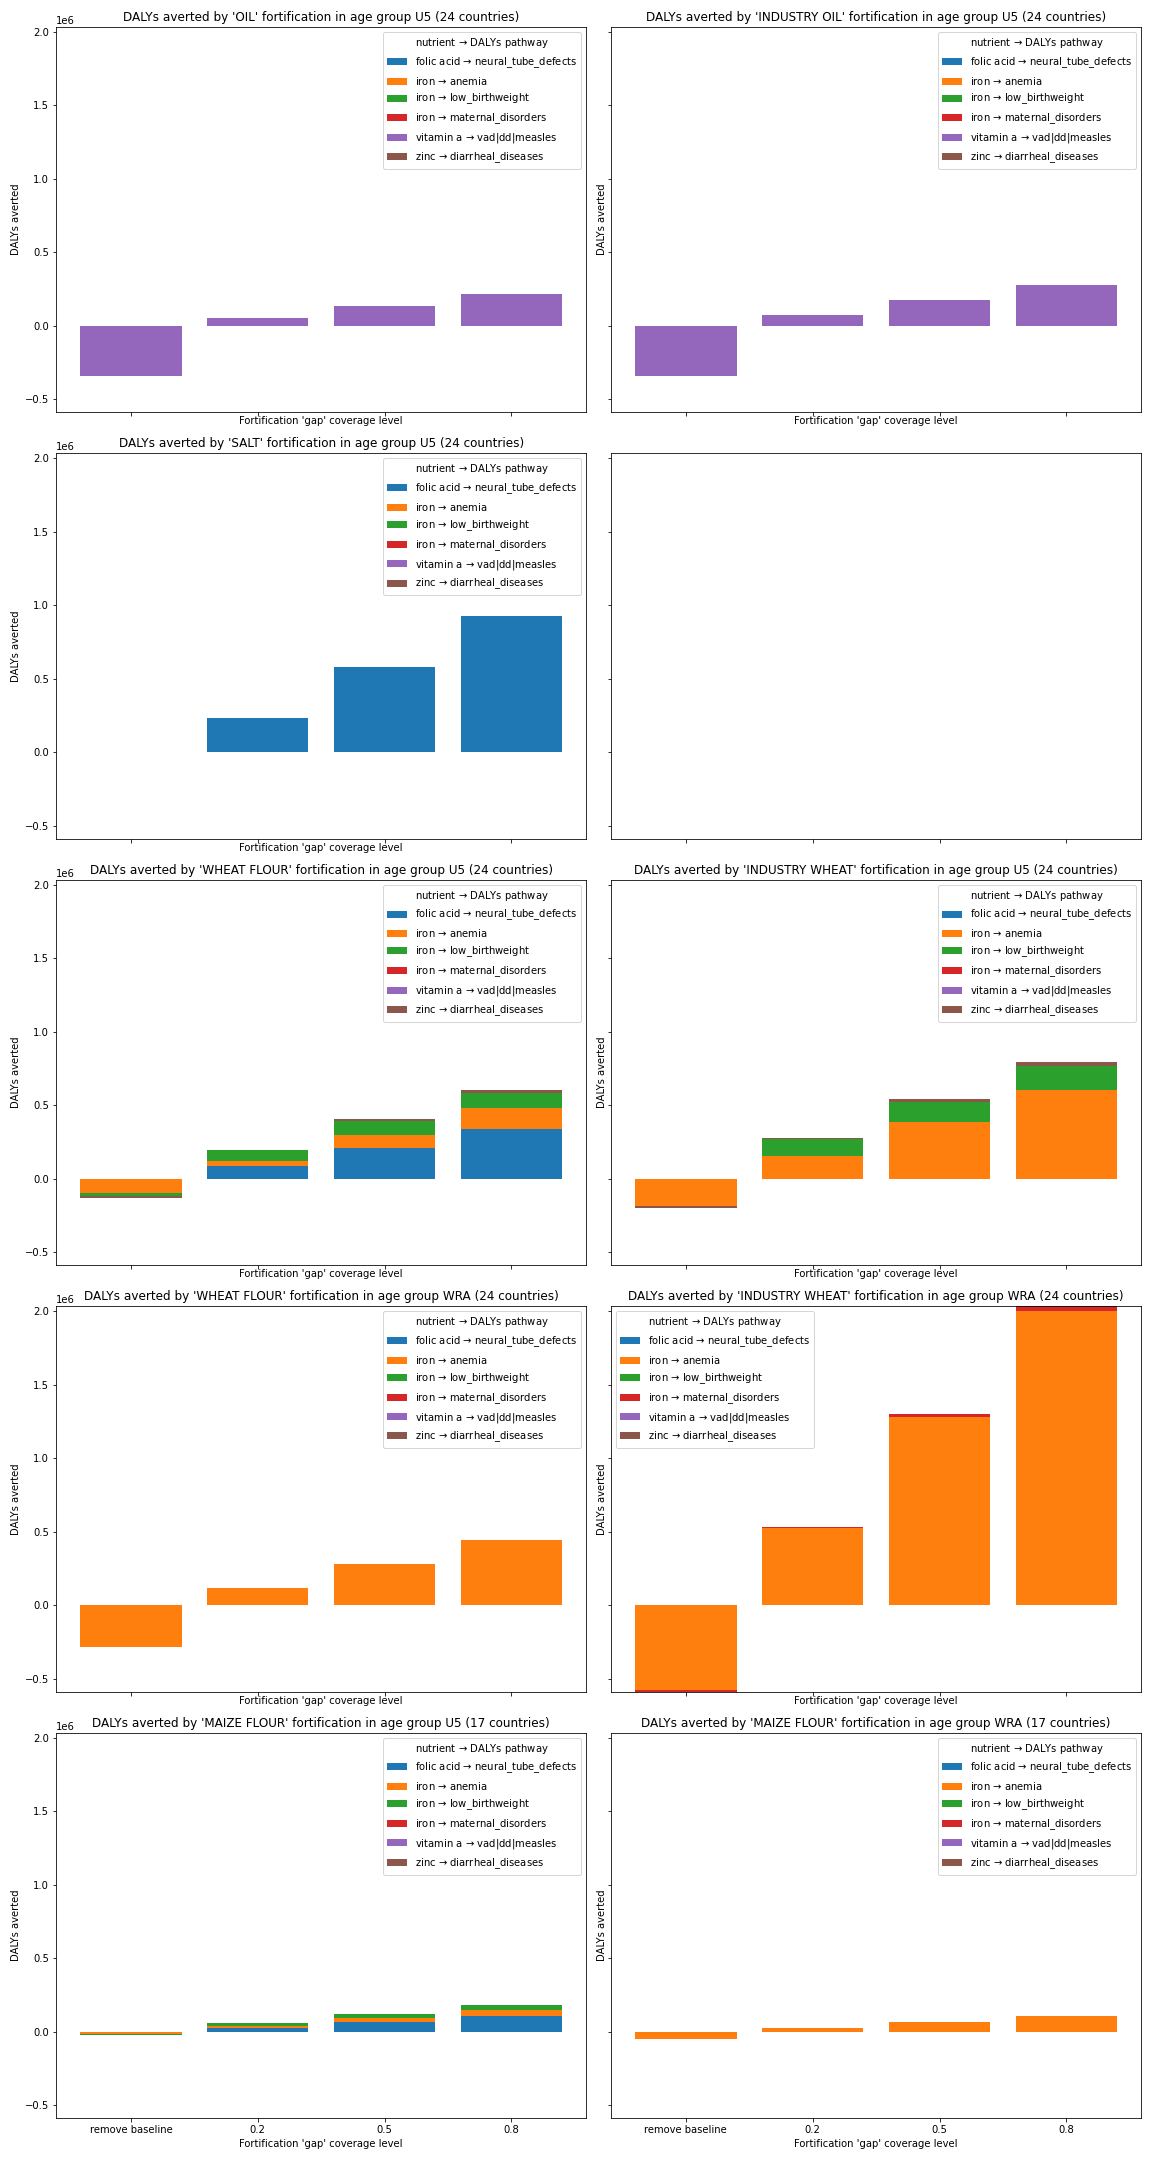 DALYs averted by 'OIL' fortification in age group U5 (24 countries)
1e6
2.0
1.5
1.0
0.5
0.0
−0.5
DALYs averted
nutrient → DALYs pathway
folic acid → neural_tube_defects
iron → anemia
iron → low_birthweight
iron → maternal_disorders
vitamin a → vad|dd|measles
zinc → diarrheal_diseases
Fortification 'gap' coverage level
DALYs averted by 'INDUSTRY OIL' fortification in age group U5 (24 countries)
DALYs averted
nutrient → DALYs pathway
folic acid → neural_tube_defects
iron → anemia
iron → low_birthweight
iron → maternal_disorders
vitamin a → vad|dd|measles
zinc → diarrheal_diseases
Fortification 'gap' coverage level
DALYs averted by 'SALT' fortification in age group U5 (24 countries)
1e6
2.0
1.5
1.0
0.5
0.0
−0.5
DALYs averted
nutrient → DALYs pathway
folic acid → neural_tube_defects
iron → anemia
iron → low_birthweight
iron → maternal_disorders
vitamin a → vad|dd|measles
zinc → diarrheal_diseases
Fortification 'gap' coverage level
DALYs averted by 'WHEAT FLOUR' fortification in age group U5 (24 countries)
1e6
2.0
1.5
1.0
0.5
0.0
−0.5
DALYs averted
nutrient → DALYs pathway
folic acid → neural_tube_defects
iron → anemia
iron → low_birthweight
iron → maternal_disorders
vitamin a → vad|dd|measles
zinc → diarrheal_diseases
Fortification 'gap' coverage level
DALYs averted by 'INDUSTRY WHEAT' fortification in age group U5 (24 countries)
DALYs averted
nutrient → DALYs pathway
folic acid → neural_tube_defects
iron → anemia
iron → low_birthweight
iron → maternal_disorders
vitamin a → vad|dd|measles
zinc → diarrheal_diseases
Fortification 'gap' coverage level
DALYs averted by 'WHEAT FLOUR' fortification in age group WRA (24 countries)
1e6
2.0
1.5
1.0
0.5
0.0
−0.5
DALYs averted
nutrient → DALYs pathway
folic acid → neural_tube_defects
iron → anemia
iron → low_birthweight
iron → maternal_disorders
vitamin a → vad|dd|measles
zinc → diarrheal_diseases
Fortification 'gap' coverage level
DALYs averted by 'INDUSTRY WHEAT' fortification in age group WRA (24 countries)
DALYs averted
nutrient → DALYs pathway
folic acid → neural_tube_defects
iron → anemia
iron → low_birthweight
iron → maternal_disorders
vitamin a → vad|dd|measles
zinc → diarrheal_diseases
Fortification 'gap' coverage level
DALYs averted by 'MAIZE FLOUR' fortification in age group U5 (17 countries)
1e6
2.0
1.5
1.0
0.5
0.0
−0.5
DALYs averted
nutrient → DALYs pathway
folic acid → neural_tube_defects
iron → anemia
iron → low_birthweight
iron → maternal_disorders
vitamin a → vad|dd|measles
zinc → diarrheal_diseases
remove baseline 0.2 0.5 0.8
Fortification 'gap' coverage level
DALYs averted by 'MAIZE FLOUR' fortification in age group WRA (17 countries)
DALYs averted
nutrient → DALYs pathway
folic acid → neural_tube_defects
iron → anemia
iron → low_birthweight
iron → maternal_disorders
vitamin a → vad|dd|measles
zinc → diarrheal_diseases
remove baseline 0.2 0.5 0.8
Fortification 'gap' coverage level